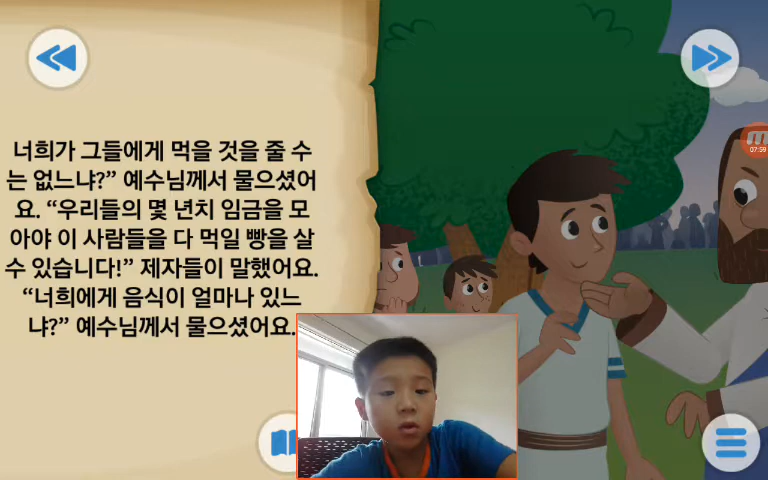 너희가 그들에게 먹을 것을 줄 수
는 없느냐?” 예수님께서 물으셨어
요. “우리들의 몇 년치 임금을 모
아야 이 사람들을 다 먹일 빵을 살
수 있습니다!” 제자들이 말했어요.
“너희에게 음식이 얼마나 있느
냐?” 예수님께서 물으셨어요.
07:59